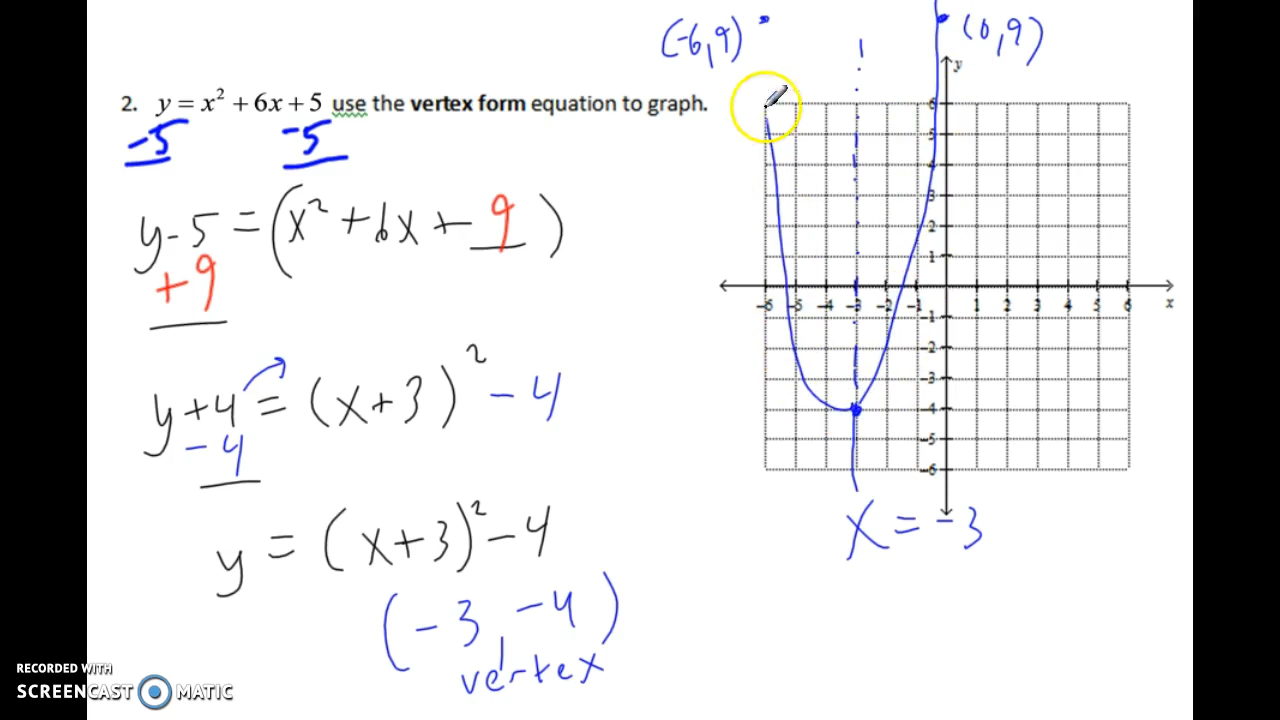 (-6, 9)
(0, 9)
2. y = x² + 6x + 5 use the vertex form equation to graph.
-5 -5
y - 5 = (x² + 6x + 9)
+9
y + 4 = (x + 3)² - 4
- 4
y = (x + 3)² - 4
(-3, -4)
vertex
y
6
5
4
3
2
1
-6 -5 -4 -3 -2 -1 1 2 3 4 5 6 x
-1
-2
-3
-4
-5
-6
X = -3
RECORDED WITH
SCREENCAST MATIC